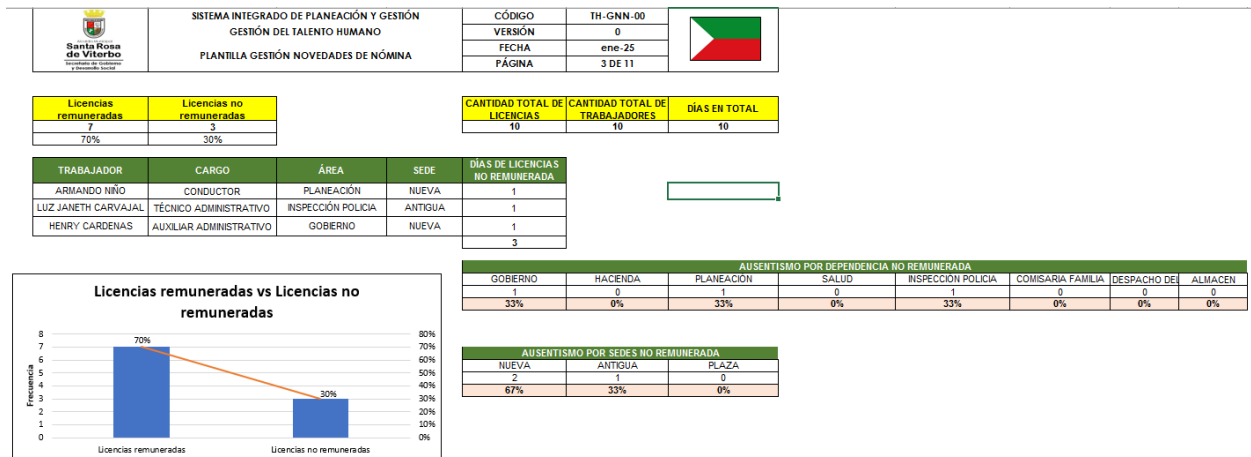 SISTEMA INTEGRADO DE PLANEACIÓN Y GESTIÓN
GESTIÓN DEL TALENTO HUMANO
PLANTILLA GESTIÓN NOVEDADES DE NÓMINA
CÓDIGO TH-GNN-00
VERSIÓN 0
FECHA ene-25
PÁGINA 3 DE 11
Santa Rosa
de Viterbo
Secretaría de Gobierno
y Desarrollo Social
Licencias remuneradas Licencias no remuneradas
7 3
70% 30%
CANTIDAD TOTAL DE LICENCIAS CANTIDAD TOTAL DE TRABAJADORES DÍAS EN TOTAL
10 10 10
TRABAJADOR CARGO ÁREA SEDE DÍAS DE LICENCIAS NO REMUNERADA
ARMANDO NIÑO CONDUCTOR PLANEACIÓN NUEVA 1
LUZ JANETH CARVAJAL TÉCNICO ADMINISTRATIVO INSPECCIÓN POLICIA ANTIGUA 1
HENRY CARDENAS AUXILIAR ADMINISTRATIVO GOBIERNO NUEVA 1
3
AUSENTISMO POR DEPENDENCIA NO REMUNERADA
GOBIERNO HACIENDA PLANEACIÓN SALUD INSPECCIÓN POLICIA COMISARIA FAMILIA DESPACHO DEL ALMACEN
1 0 1 0 1 0 0 0
33% 0% 33% 0% 33% 0% 0% 0%
AUSENTISMO POR SEDES NO REMUNERADA
NUEVA ANTIGUA PLAZA
2 1 0
67% 33% 0%
Licencias remuneradas vs Licencias no
remuneradas
Frecuencia
8 80%
7 70% 70%
6 60%
5 50%
4 40%
3 30% 30%
2 20%
1 10%
0 0%
Licencias remuneradas Licencias no remuneradas